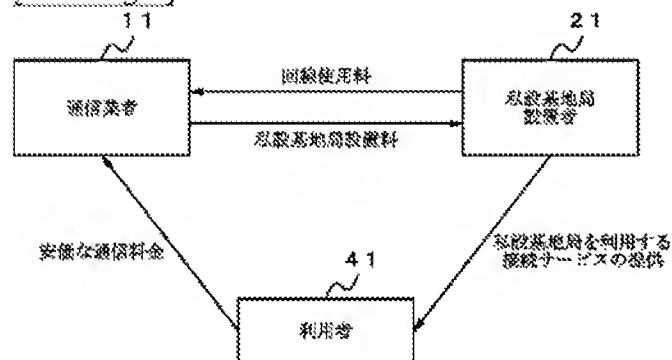 11
21
回線使用料
通信業者
私設基地局
設置者
私設基地局設置料
安価な通信料金
私設基地局を利用する
接続サービスの提供
41
利用者